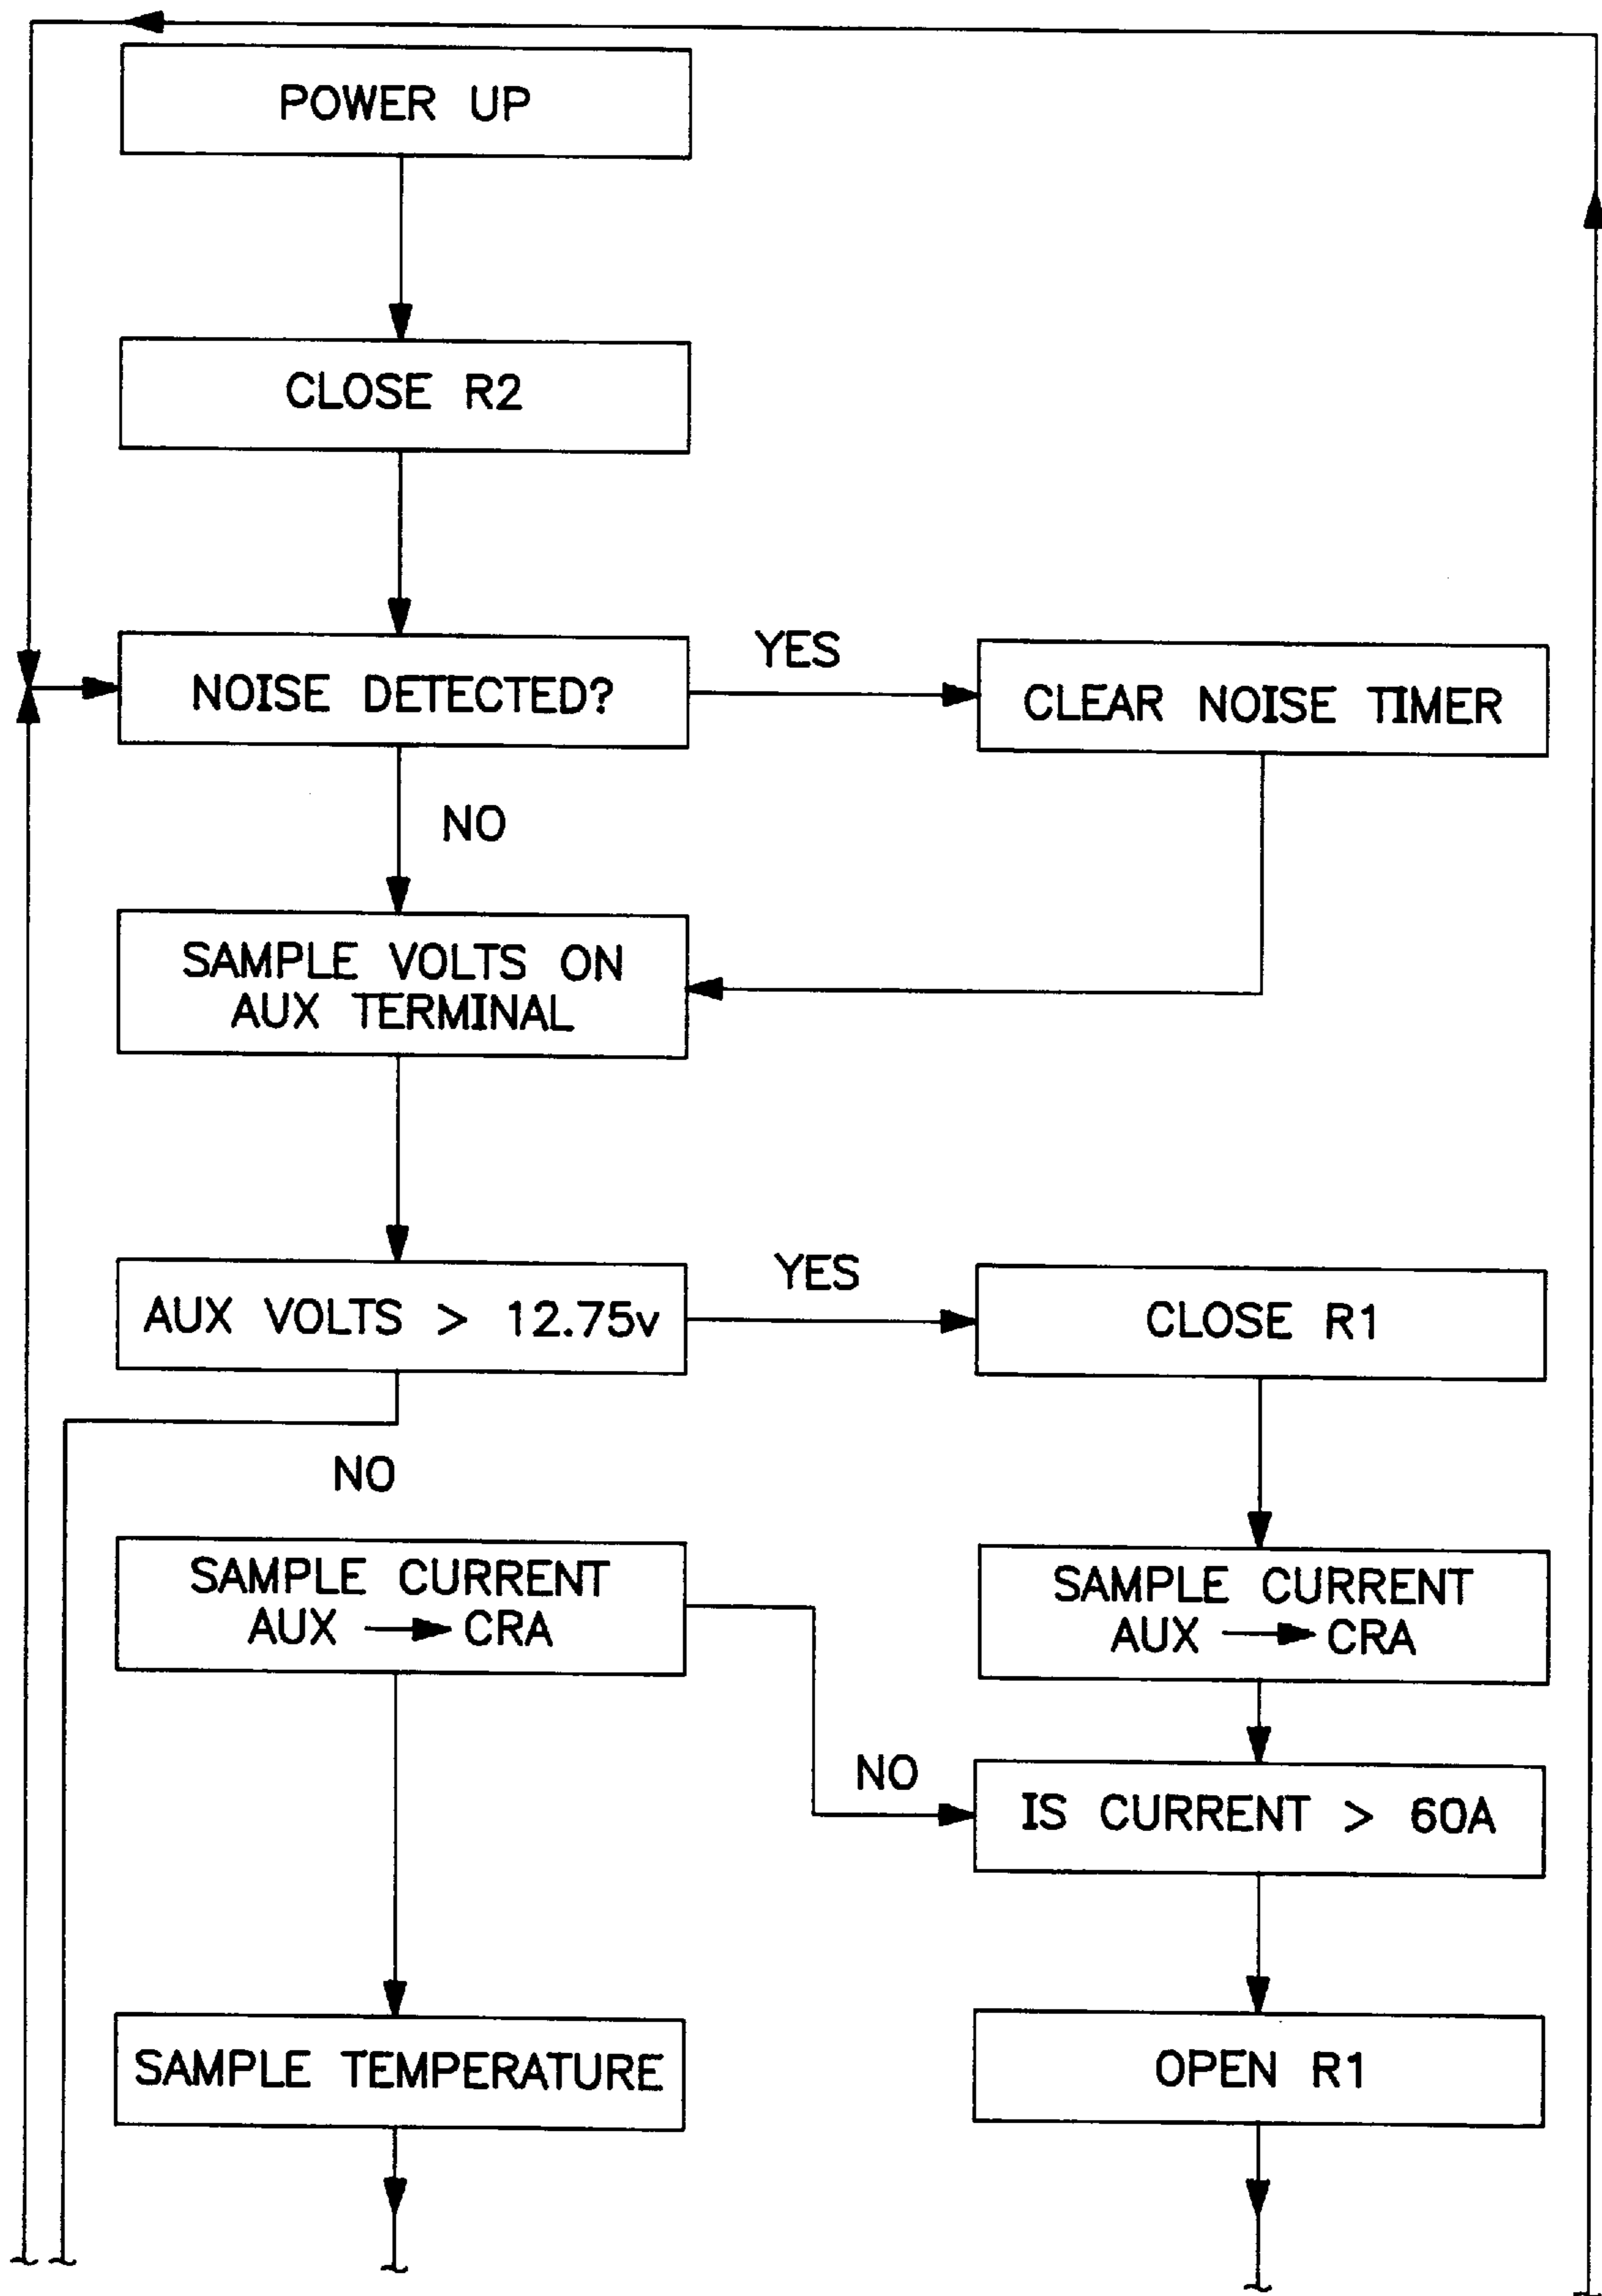 POWER UP
CLOSE R2
NOISE DETECTED?
YES
CLEAR NOISE TIMER
NO
SAMPLE VOLTS ON
AUX TERMINAL
AUX VOLTS > 12.75v
YES
CLOSE R1
NO
SAMPLE CURRENT
AUX → CRA
SAMPLE CURRENT
AUX → CRA
NO
IS CURRENT > 60A
SAMPLE TEMPERATURE
OPEN R1